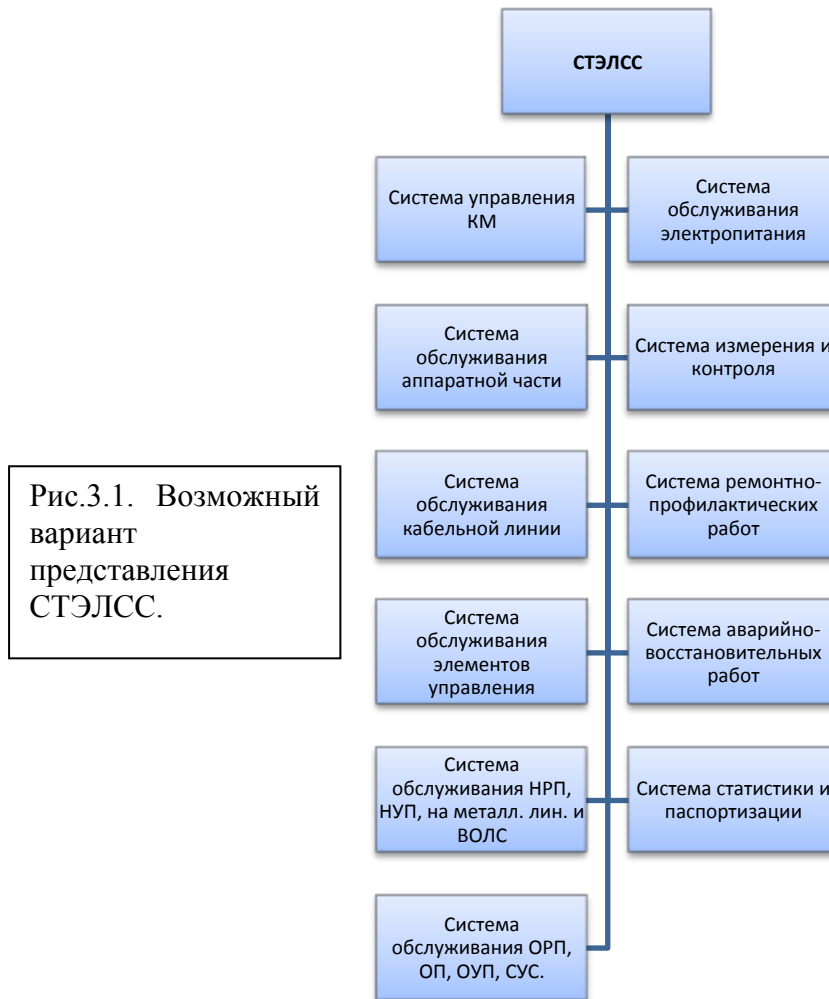 СТЭЛСС
Система управления
КМ
Система
обслуживания
электропитания
Система
обслуживания
аппаратной части
Система измерения и
контроля
Система
обслуживания
кабельной линии
Система ремонтно-
профилактических
работ
Рис.3.1. Возможный
вариант
представления
СТЭЛСС.
Система
обслуживания
элементов
управления
Система аварийно-
восстановительных
работ
Система
обслуживания НРП,
НУП, на металл. лин. и
ВОЛС
Система статистики и
паспортизации
Система
обслуживания ОРП,
ОП, ОУП, СУС.